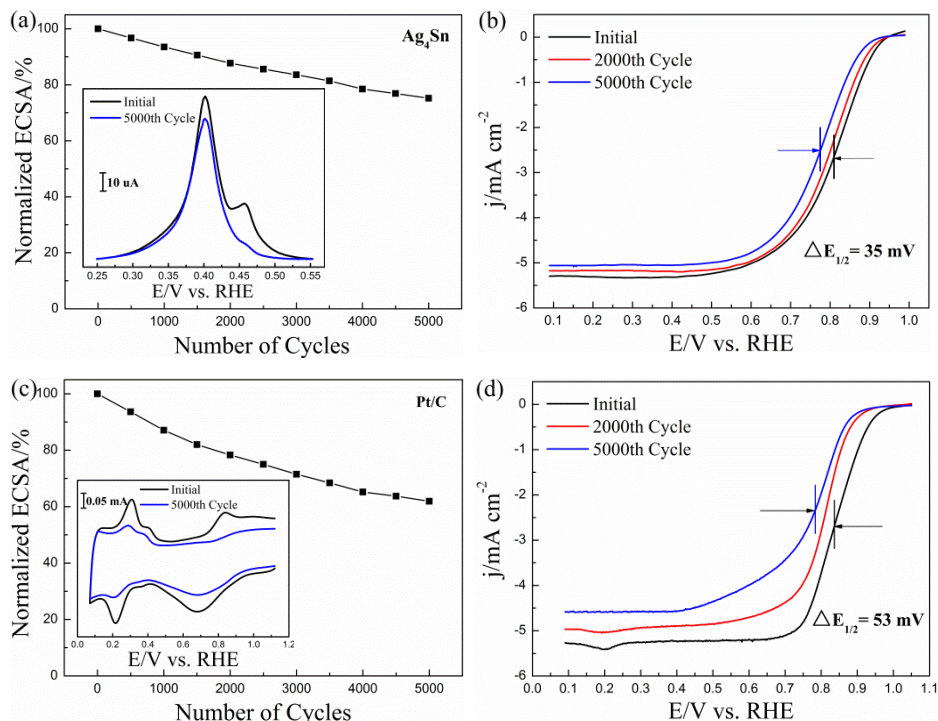 (a)
Ag₄Sn
Normalized ECSA/%
100
80
60
40
20
0
0 1000 2000 3000 4000 5000
Number of Cycles
Initial
5000th Cycle
10 uA
0.25 0.30 0.35 0.40 0.45 0.50 0.55
E/V vs. RHE
(b)
Initial
2000th Cycle
5000th Cycle
j/mA cm⁻²
0
-1
-2
-3
-4
-5
-6
△E₁/₂= 35 mV
0.1 0.2 0.3 0.4 0.5 0.6 0.7 0.8 0.9 1.0
E/V vs. RHE
(c)
Pt/C
Normalized ECSA/%
100
80
60
40
20
0
0 1000 2000 3000 4000 5000
Number of Cycles
0.05 mA
Initial
5000th Cycle
0.0 0.2 0.4 0.6 0.8 1.0 1.2
E/V vs. RHE
(d)
Initial
2000th Cycle
5000th Cycle
j/mA cm⁻²
0
-1
-2
-3
-4
-5
-6
△E₁/₂= 53 mV
0.0 0.1 0.2 0.3 0.4 0.5 0.6 0.7 0.8 0.9 1.0 1.1
E/V vs. RHE